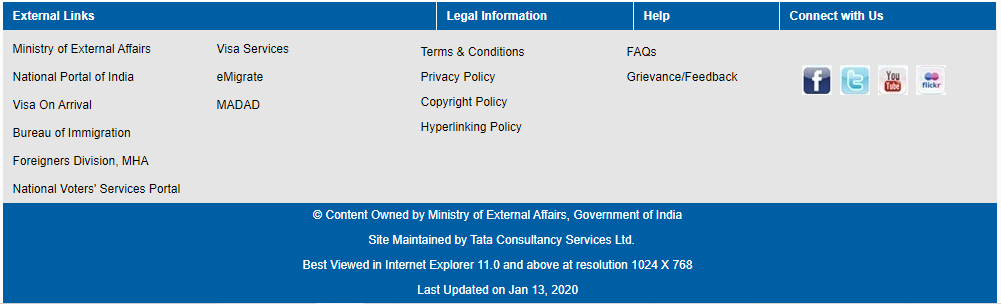 External Links
Legal Information
Help
Connect with Us
Ministry of External Affairs
Visa Services
National Portal of India
eMigrate
Visa On Arrival
MADAD
Bureau of Immigration
Foreigners Division, MHA
National Voters' Services Portal
Terms & Conditions
Privacy Policy
Copyright Policy
Hyperlinking Policy
FAQs
Grievance/Feedback
f
t
You
Tube
flickr
© Content Owned by Ministry of External Affairs, Government of India
Site Maintained by Tata Consultancy Services Ltd.
Best Viewed in Internet Explorer 11.0 and above at resolution 1024 X 768
Last Updated on Jan 13, 2020